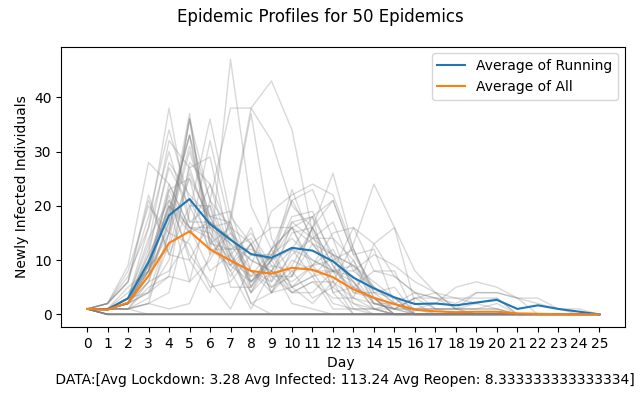 Epidemic Profiles for 50 Epidemics
Average of Running
Average of All
Newly Infected Individuals
40
30
20
10
0
0 1 2 3 4 5 6 7 8 9 10 11 12 13 14 15 16 17 18 19 20 21 22 23 24 25
Day
DATA:[Avg Lockdown: 3.28 Avg Infected: 113.24 Avg Reopen: 8.333333333333334]